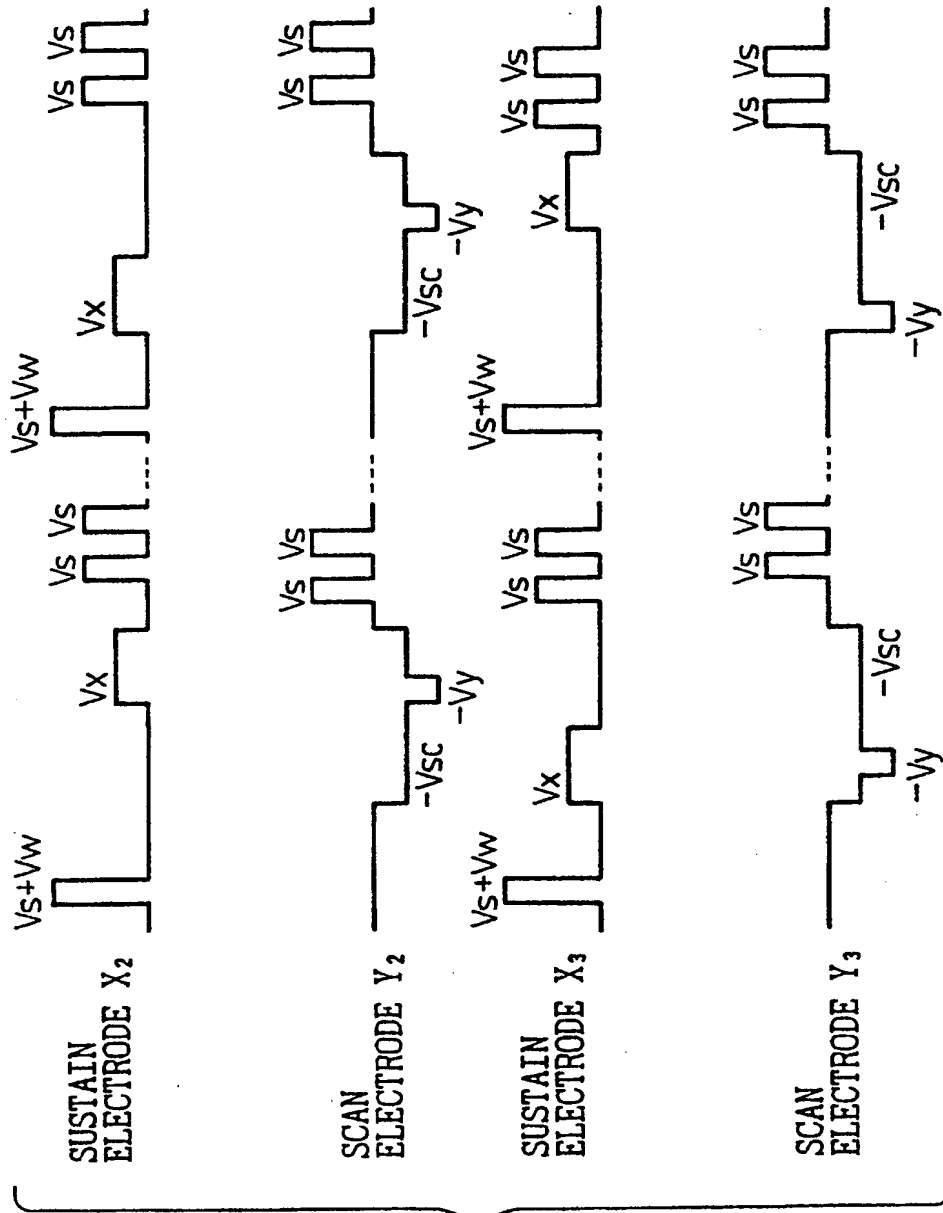 SUSTAIN
ELECTRODE X₂
Vs+Vw
Vx
Vs
Vs
Vs+Vw
Vx
Vs
Vs
SCAN
ELECTRODE Y₂
-Vsc
-Vy
Vs
Vs
-Vsc
-Vy
Vs
Vs
SUSTAIN
ELECTRODE X₃
Vs+Vw
Vx
Vs
Vs
Vs+Vw
Vx
Vs
Vs
SCAN
ELECTRODE Y₃
-Vy
-Vsc
Vs
Vs
-Vy
-Vsc
Vs
Vs